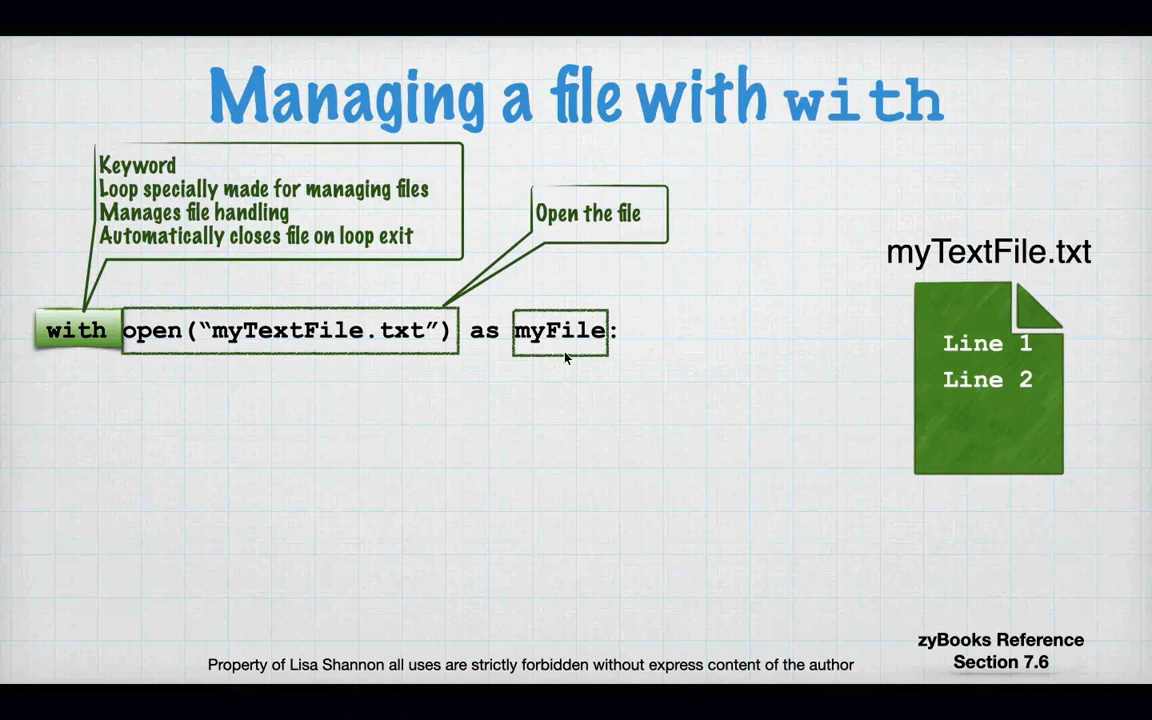 Managing a file with with
Keyword
Loop specially made for managing files
Manages file handling
Automatically closes file on loop exit
Open the file
with open(“myTextFile.txt”) as myFile:
myTextFile.txt
Line 1
Line 2
zyBooks Reference
Section 7.6
Property of Lisa Shannon all uses are strictly forbidden without express content of the author